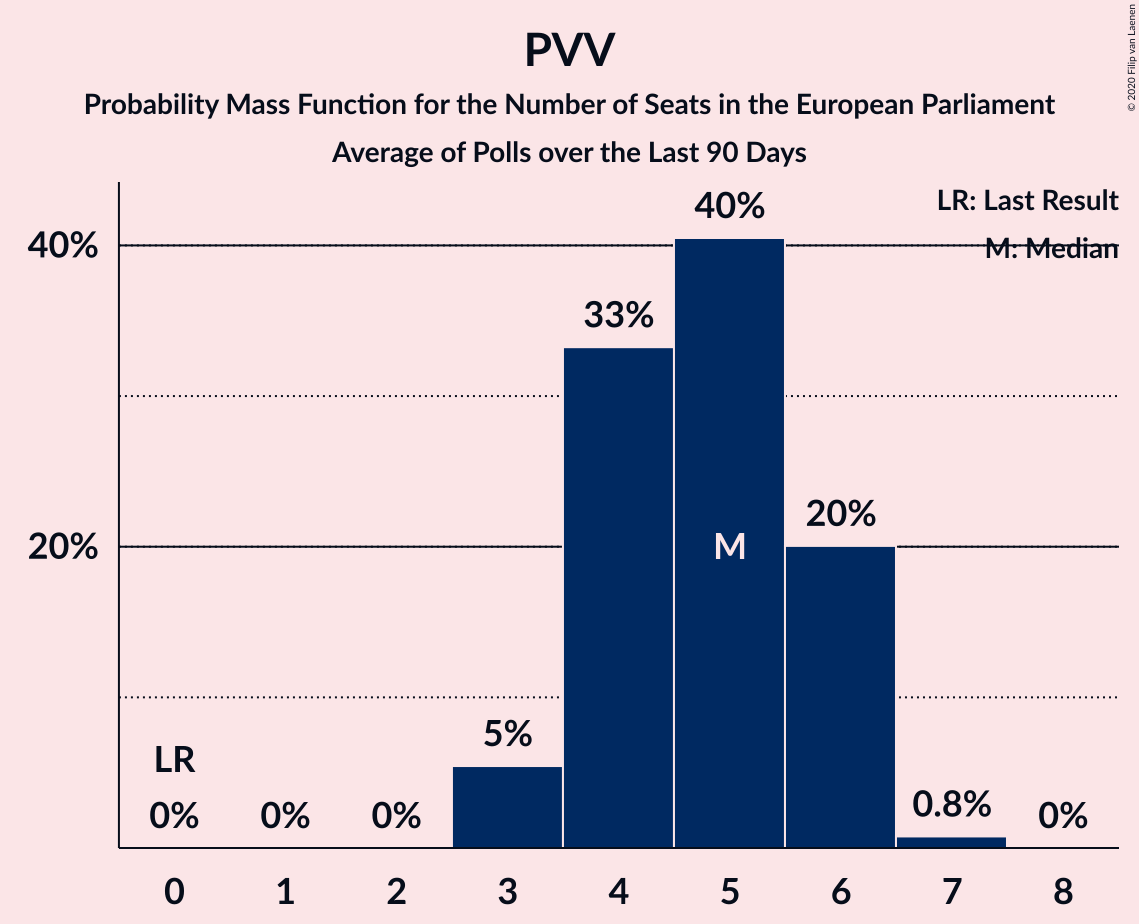 PVV
Probability Mass Function for the Number of Seats in the European Parliament
Average of Polls over the Last 90 Days
© 2020 Filip van Laenen
LR: Last Result
M: Median
40%
20%
LR
0%
0%
0%
5%
33%
40%
M
20%
0.8%
0%
0
1
2
3
4
5
6
7
8